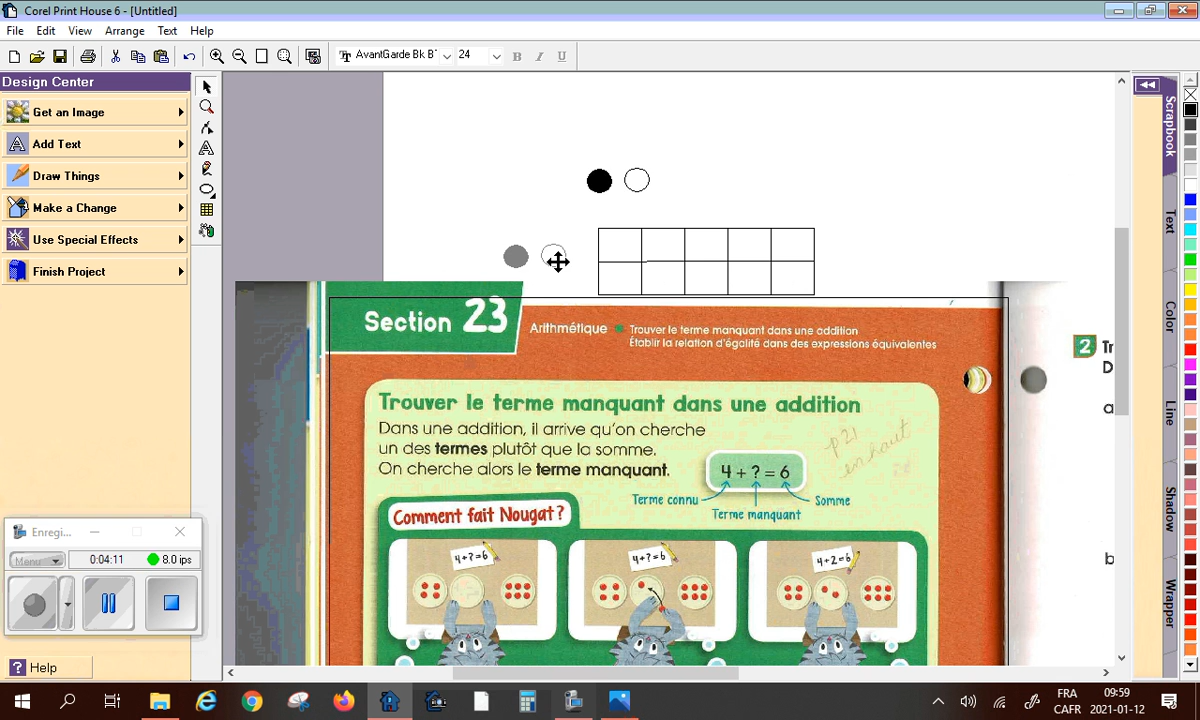 Corel Print House 6 - [Untitled]
File Edit View Arrange Text Help
AvantGarde Bk B 24 B I U
Design Center
Get an Image
Add Text
Draw Things
Make a Change
Use Special Effects
Finish Project
Scrapbook
Text
Color
Line
Shadow
Wrapper
Section 23
Arithmétique Trouver le terme manquant dans une addition
Établir la relation d'égalité dans des expressions équivalentes
2 Tr
D
a
b
Trouver le terme manquant dans une addition
Dans une addition, il arrive qu'on cherche
un des termes plutôt que la somme.
On cherche alors le terme manquant.
p21
en haut
4 + ? = 6
Terme connu
Terme manquant
Somme
Comment fait Nougat?
4+?=6
4+?=6
4+2=6
Enregi...
Menu 0:04:11 8.0 ips
Help
FRA
CAFR
09:59
2021-01-12